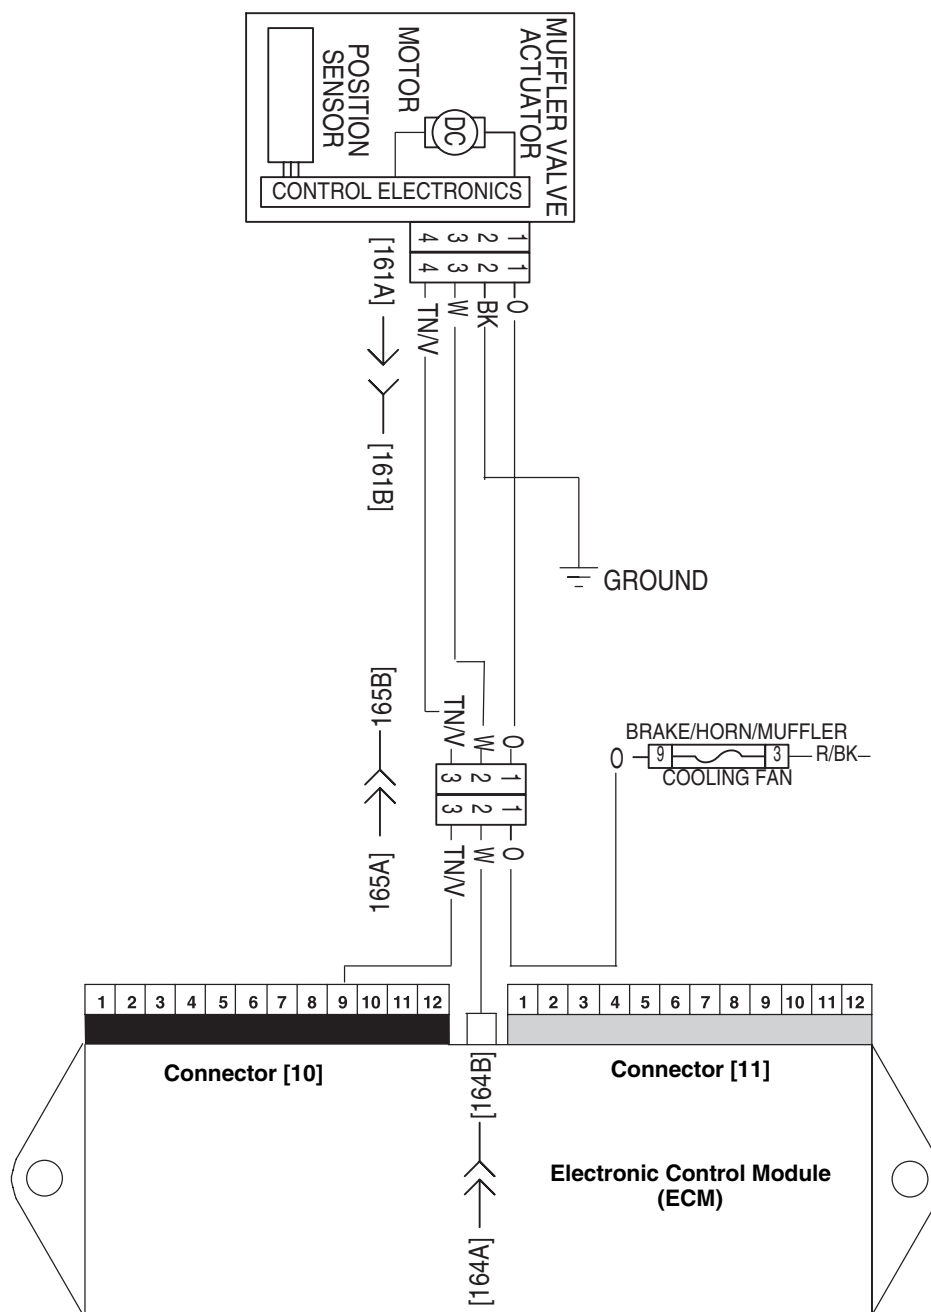 MUFFLER VALVE
ACTUATOR
MOTOR
DC
POSITION
SENSOR
CONTROL ELECTRONICS
4 3 2 1
4 3 2 1
[161A]
[161B]
TN/V W BK O
GROUND
165B]
165A]
TN/V W O
3 2 1
3 2 1
TN/V W O
BRAKE/HORN/MUFFLER
O 9 3 R/BK
COOLING FAN
1 2 3 4 5 6 7 8 9 10 11 12
1 2 3 4 5 6 7 8 9 10 11 12
Connector [10]
Connector [11]
[164B]
[164A]
Electronic Control Module
(ECM)